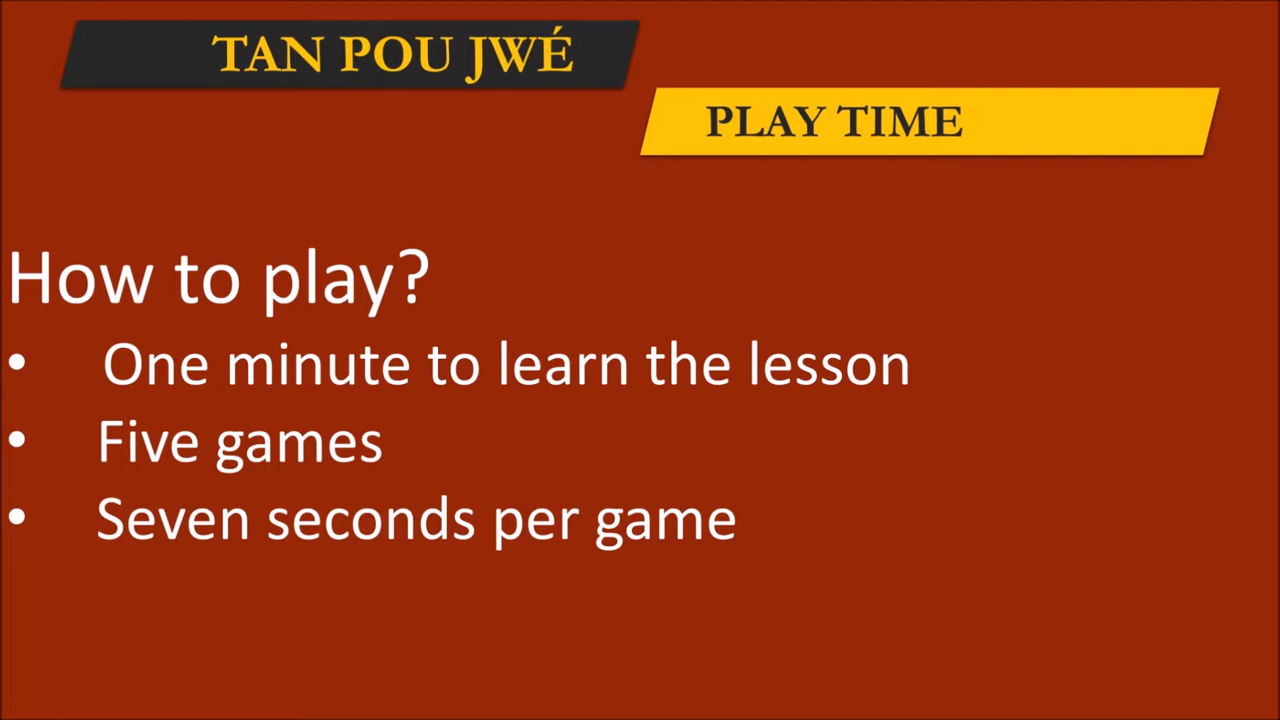 TAN POU JWÉ
PLAY TIME
How to play?
• One minute to learn the lesson
• Five games
• Seven seconds per game